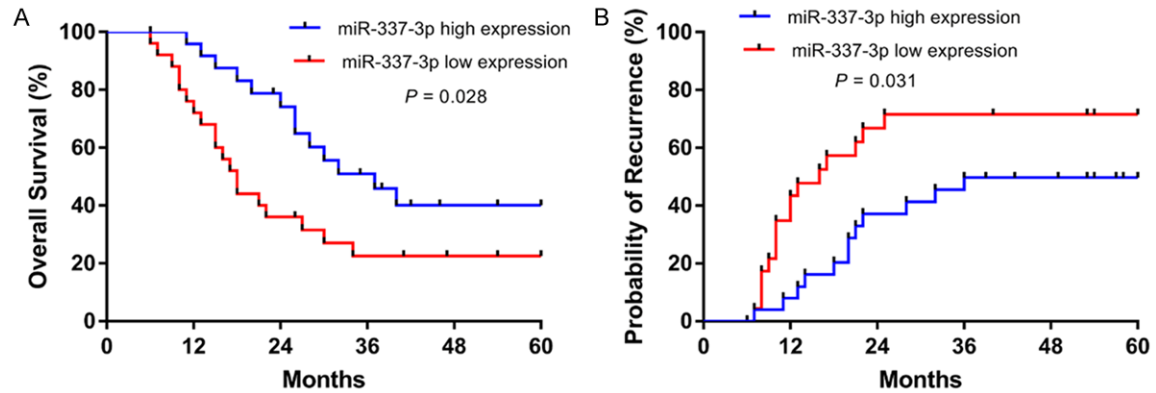 A
miR-337-3p high expression
miR-337-3p low expression
P = 0.028
Overall Survival (%)
100
80
60
40
20
0
0 12 24 36 48 60
Months
B
miR-337-3p high expression
miR-337-3p low expression
P = 0.031
Probability of Recurrence (%)
100
80
60
40
20
0
0 12 24 36 48 60
Months